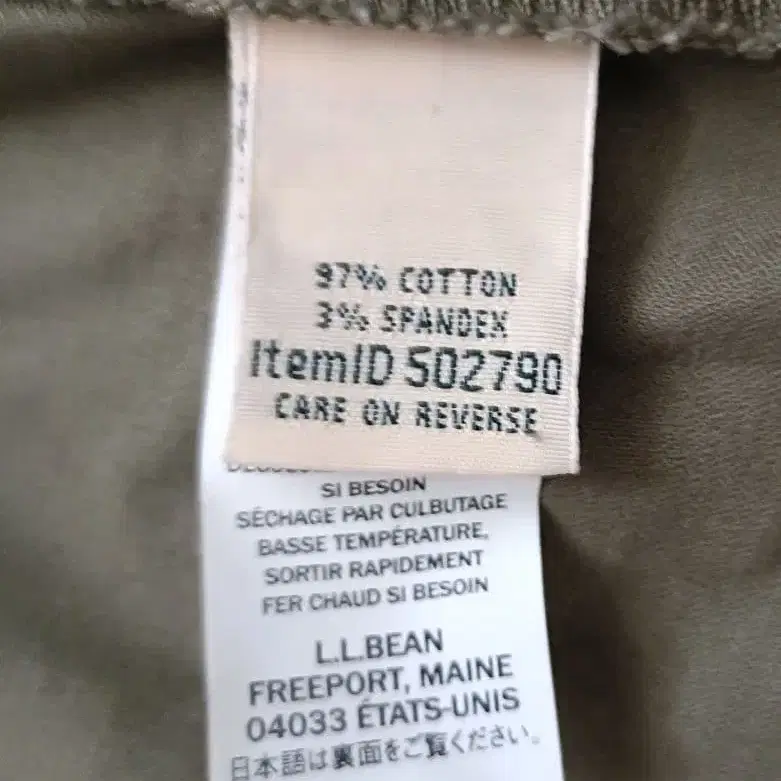 97% COTTON
3% SPANDEX
ItemID 502790
CARE ON REVERSE
SI BESOIN
SÉCHAGE PAR CULBUTAGE
BASSE TEMPÉRATURE,
SORTIR RAPIDEMENT
FER CHAUD SI BESOIN
L.L.BEAN
FREEPORT, MAINE
04033 ÉTATS-UNIS
日本語は裏面をご覧ください。